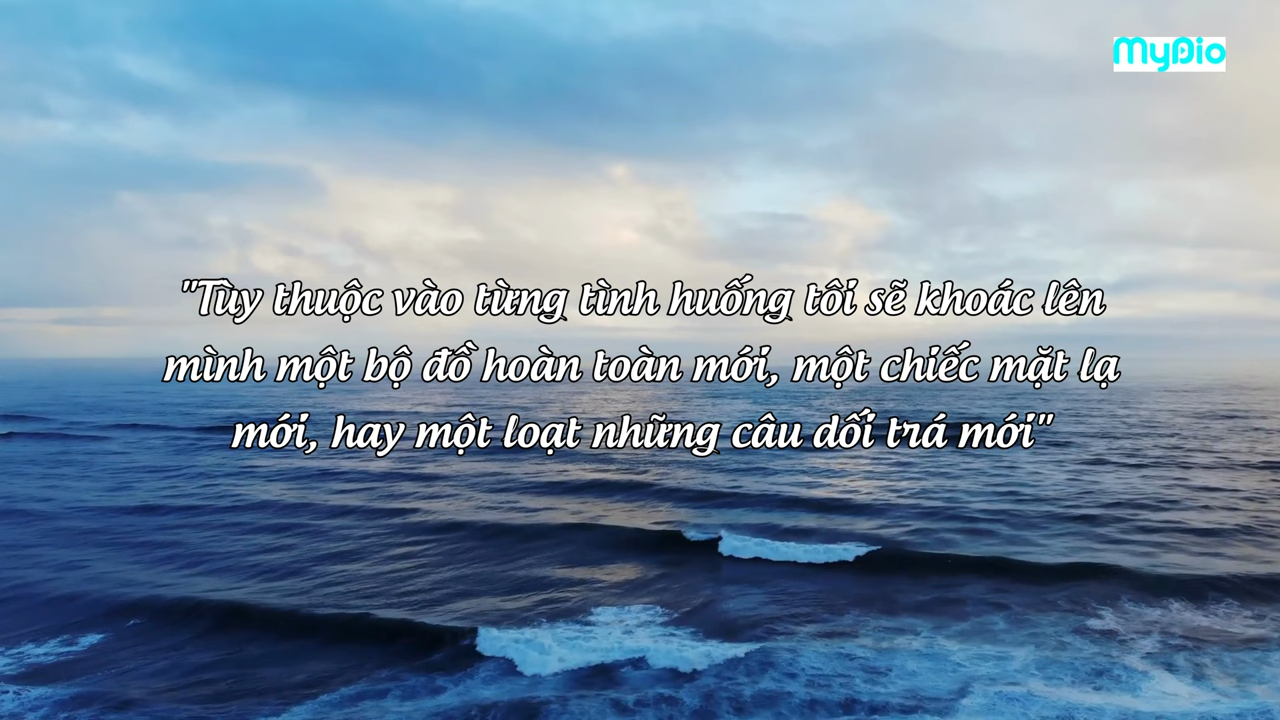 MyDio
"Tùy thuộc vào từng tình huống tôi sẽ khoác lên
mình một bộ đồ hoàn toàn mới, một chiếc mặt lạ
mới, hay một loạt những câu dối trá mới"